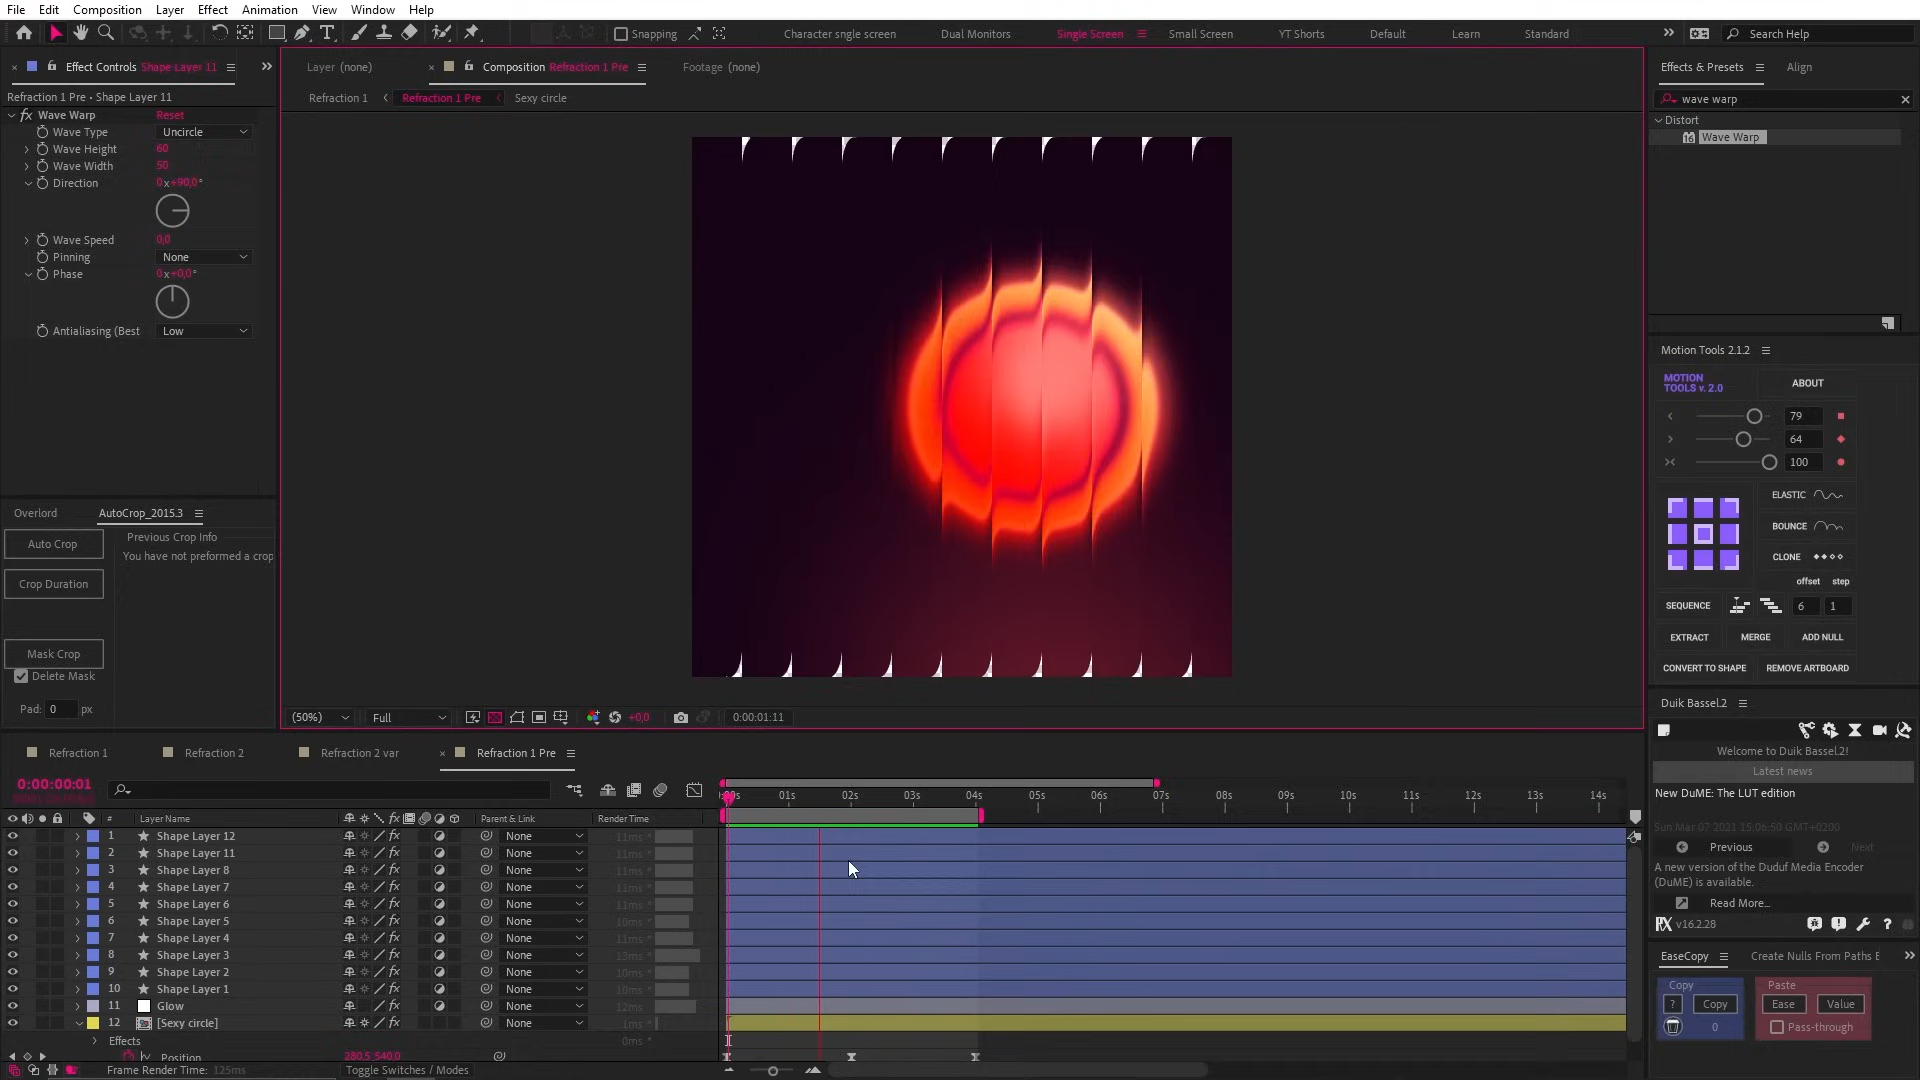 File Edit Composition Layer Effect Animation View Window Help
Snapping Character sngle screen Dual Monitors Single Screen Small Screen YT Shorts Default Learn Standard Search Help
Effect Controls Shape Layer 11
Layer (none) Composition Refraction 1 Pre Footage (none)
Effects & Presets Align
Refraction 1 Pre • Shape Layer 11
Refraction 1 Refraction 1 Pre Sexy circle
wave warp
fx Wave Warp Reset
Distort
Wave Type Uncircle
Wave Warp
Wave Height 60
Wave Width 50
Direction 0x+90,0°
Wave Speed 0,0
Pinning None
Phase 0x+0,0°
Antialiasing (Best Low
Motion Tools 2.1.2
MOTION
TOOLS v. 2.0
ABOUT
79
64
100
ELASTIC
BOUNCE
CLONE
offset step
SEQUENCE 6 1
EXTRACT MERGE ADD NULL
CONVERT TO SHAPE REMOVE ARTBOARD
Overlord AutoCrop_2015.3
Auto Crop
Previous Crop Info
You have not preformed a crop
Crop Duration
Mask Crop
Delete Mask
Pad: 0 px
(50%) Full +0,0 0:00:01:11
Duik Bassel.2
Welcome to Duik Bassel.2!
Latest news
New DuME: The LUT edition
Sun Mar 07 2021 15:06:50 GMT+0200
Previous Next
A new version of the Duduf Media Encoder
(DuME) is available.
Read More...
v16.2.28
Refraction 1 Refraction 2 Refraction 2 var Refraction 1 Pre
0:00:00:01
01s 02s 03s 04s 05s 06s 07s 08s 09s 10s 11s 12s 13s 14s
# Layer Name Parent & Link Render Time
1 Shape Layer 12 None 11ms
2 Shape Layer 11 None 11ms
3 Shape Layer 8 None 11ms
4 Shape Layer 7 None 11ms
5 Shape Layer 6 None 11ms
6 Shape Layer 5 None 10ms
7 Shape Layer 4 None 11ms
8 Shape Layer 3 None 13ms
9 Shape Layer 2 None 10ms
10 Shape Layer 1 None 10ms
11 Glow None 12ms
12 [Sexy circle] None 1ms
Effects 0ms
Position 280,5,540,0
Frame Render Time: 125ms Toggle Switches / Modes
EaseCopy Create Nulls From Paths
Copy Paste
? Copy Ease Value
0 Pass-through